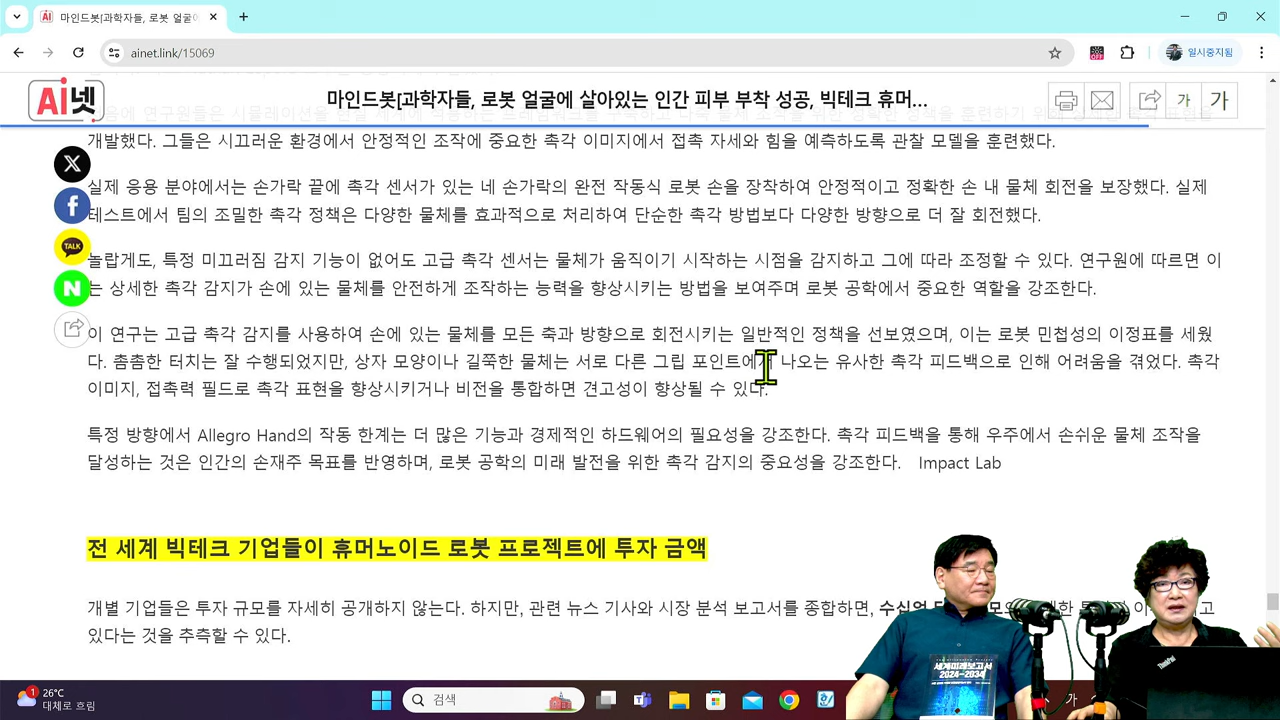 마인드봇[과학자들, 로봇 얼굴에
ainet.link/15069
일시중지됨
OFF
Ai넷
마인드봇[과학자들, 로봇 얼굴에 살아있는 인간 피부 부착 성공, 빅테크 휴머...
가 가
개발했다. 그들은 시끄러운 환경에서 안정적인 조작에 중요한 촉각 이미지에서 접촉 자세와 힘을 예측하도록 관찰 모델을 훈련했다.
실제 응용 분야에서는 손가락 끝에 촉각 센서가 있는 네 손가락의 완전 작동식 로봇 손을 장착하여 안정적이고 정확한 손 내 물체 회전을 보장했다. 실제
테스트에서 팀의 조밀한 촉각 정책은 다양한 물체를 효과적으로 처리하여 단순한 촉각 방법보다 다양한 방향으로 더 잘 회전했다.
놀랍게도, 특정 미끄러짐 감지 기능이 없어도 고급 촉각 센서는 물체가 움직이기 시작하는 시점을 감지하고 그에 따라 조정할 수 있다. 연구원에 따르면 이
는 상세한 촉각 감지가 손에 있는 물체를 안전하게 조작하는 능력을 향상시키는 방법을 보여주며 로봇 공학에서 중요한 역할을 강조한다.
이 연구는 고급 촉각 감지를 사용하여 손에 있는 물체를 모든 축과 방향으로 회전시키는 일반적인 정책을 선보였으며, 이는 로봇 민첩성의 이정표를 세웠
다. 촘촘한 터치는 잘 수행되었지만, 상자 모양이나 길쭉한 물체는 서로 다른 그립 포인트에서 나오는 유사한 촉각 피드백으로 인해 어려움을 겪었다. 촉각
이미지, 접촉력 필드로 촉각 표현을 향상시키거나 비전을 통합하면 견고성이 향상될 수 있다.
특정 방향에서 Allegro Hand의 작동 한계는 더 많은 기능과 경제적인 하드웨어의 필요성을 강조한다. 촉각 피드백을 통해 우주에서 손쉬운 물체 조작을
달성하는 것은 인간의 손재주 목표를 반영하며, 로봇 공학의 미래 발전을 위한 촉각 감지의 중요성을 강조한다. Impact Lab
전 세계 빅테크 기업들이 휴머노이드 로봇 프로젝트에 투자 금액
개별 기업들은 투자 규모를 자세히 공개하지 않는다. 하지만, 관련 뉴스 기사와 시장 분석 보고서를 종합하면,
있다는 것을 추측할 수 있다.
TALK
N
세계미래보고서
2024-2034
ThinkPad
1
26°C
대체로 흐림
검색
가